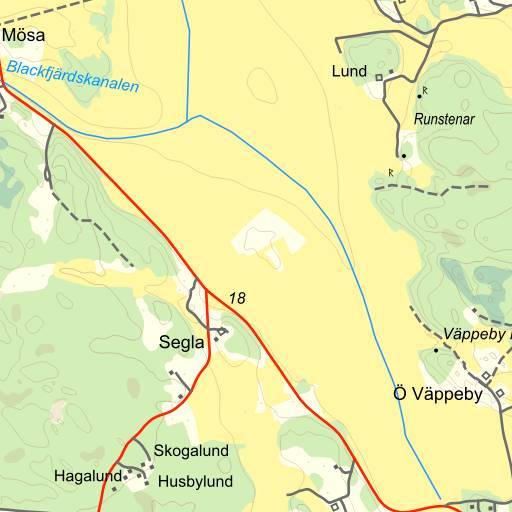 Mösa
Blackfjärdskanalen
Lund
R
Runstenar
R
18
Segla
Väppeby
Ö Väppeby
Skogalund
Hagalund
Husbylund